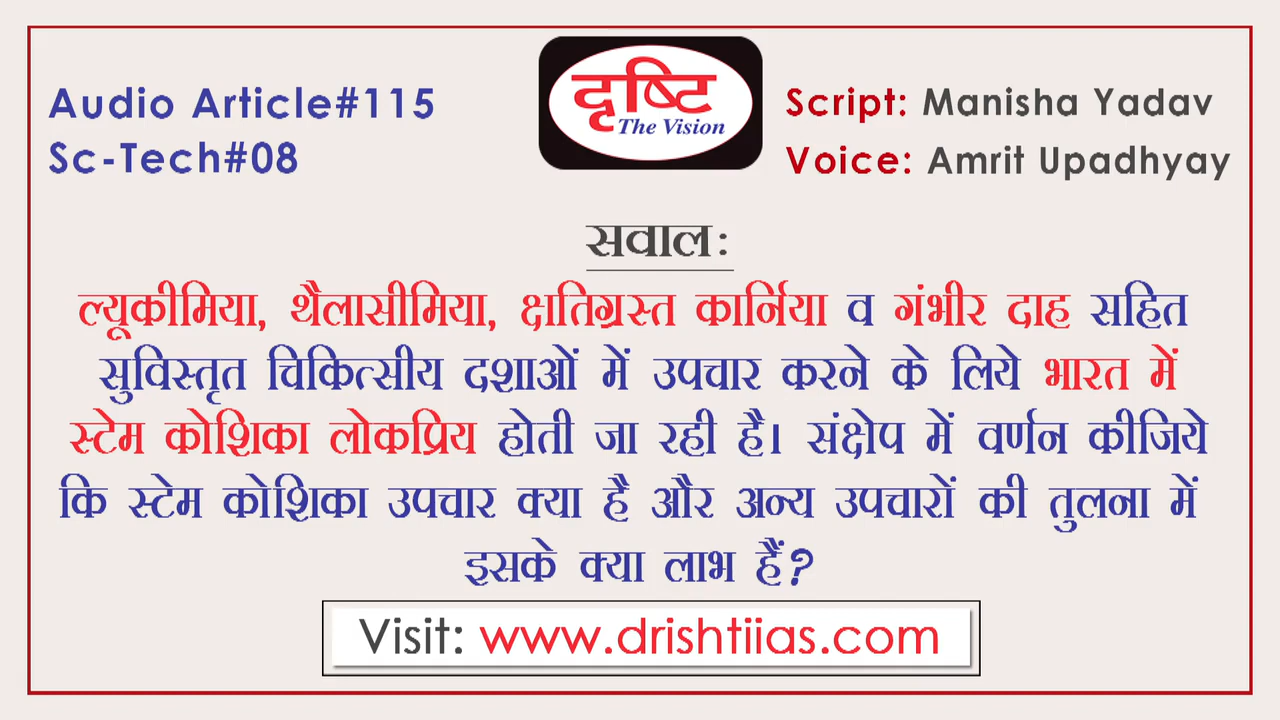 Audio Article#115
Sc-Tech#08
दृष्टि
The Vision
Script: Manisha Yadav
Voice: Amrit Upadhyay
सवाल:
ल्यूकीमिया, थैलासीमिया, क्षतिग्रस्त कार्निया व गंभीर दाह सहित
सुविस्तृत चिकित्सीय दशाओं में उपचार करने के लिये भारत में
स्टेम कोशिका लोकप्रिय होती जा रही है। संक्षेप में वर्णन कीजिये
कि स्टेम कोशिका उपचार क्या है और अन्य उपचारों की तुलना में
इसके क्या लाभ हैं?
Visit: www.drishtiias.com